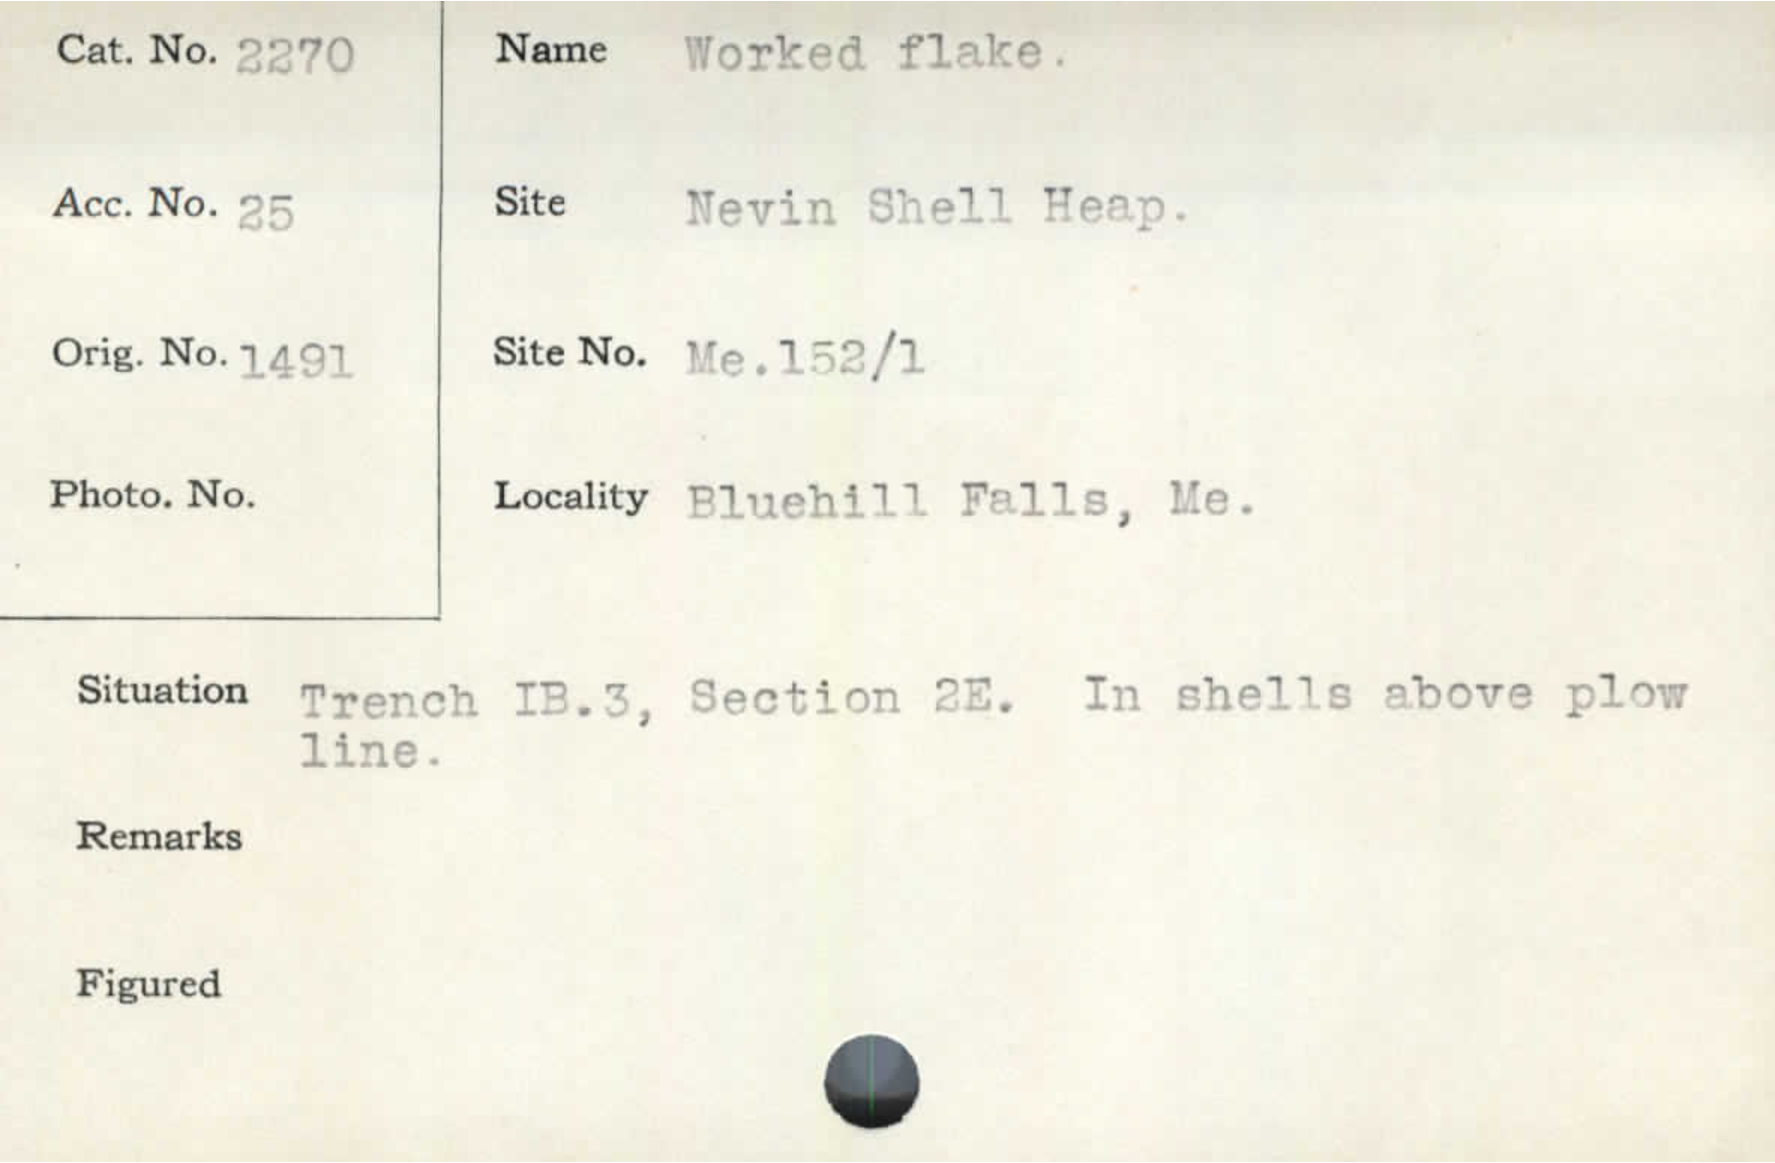 Cat. No. 2270
Name Worked flake.
Acc. No. 25
Site Nevin Shell Heap.
Orig. No. 1491
Site No. Me.152/1
Photo. No.
Locality Bluehill Falls, Me.
Situation Trench IB.3, Section 2E. In shells above plow
line.
Remarks
Figured